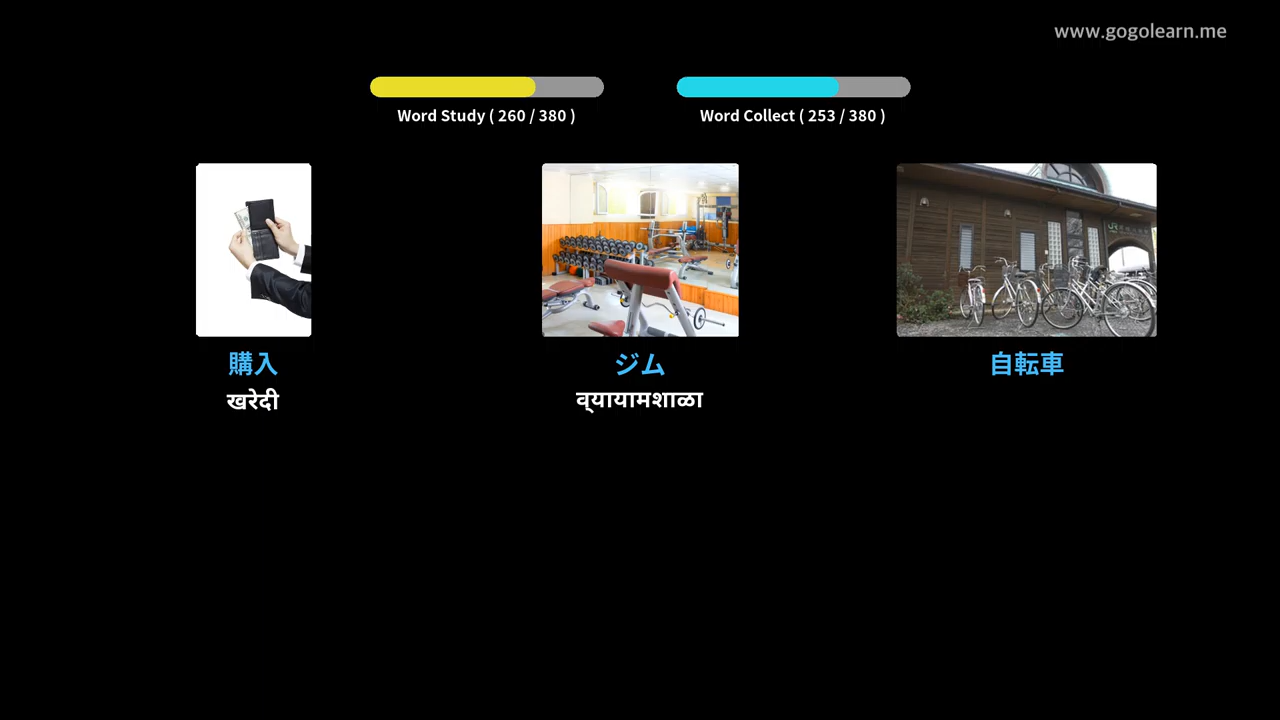 www.gogolearn.me
Word Study ( 260 / 380 )
Word Collect ( 253 / 380 )
購入
ジム
自転車
खरेदी
व्यायामशाळा
JR